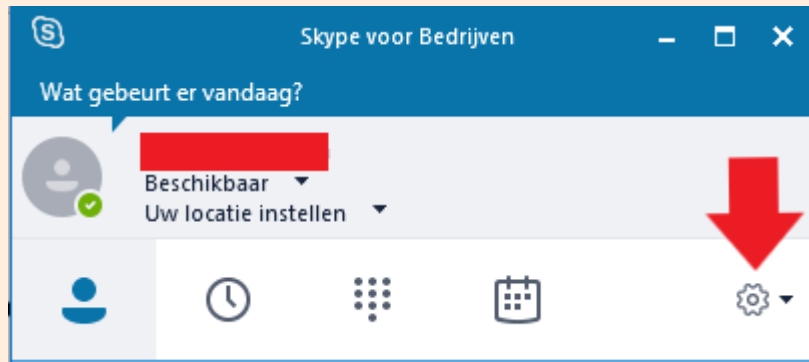 Skype voor Bedrijven
Wat gebeurt er vandaag?
Beschikbaar
Uw locatie instellen